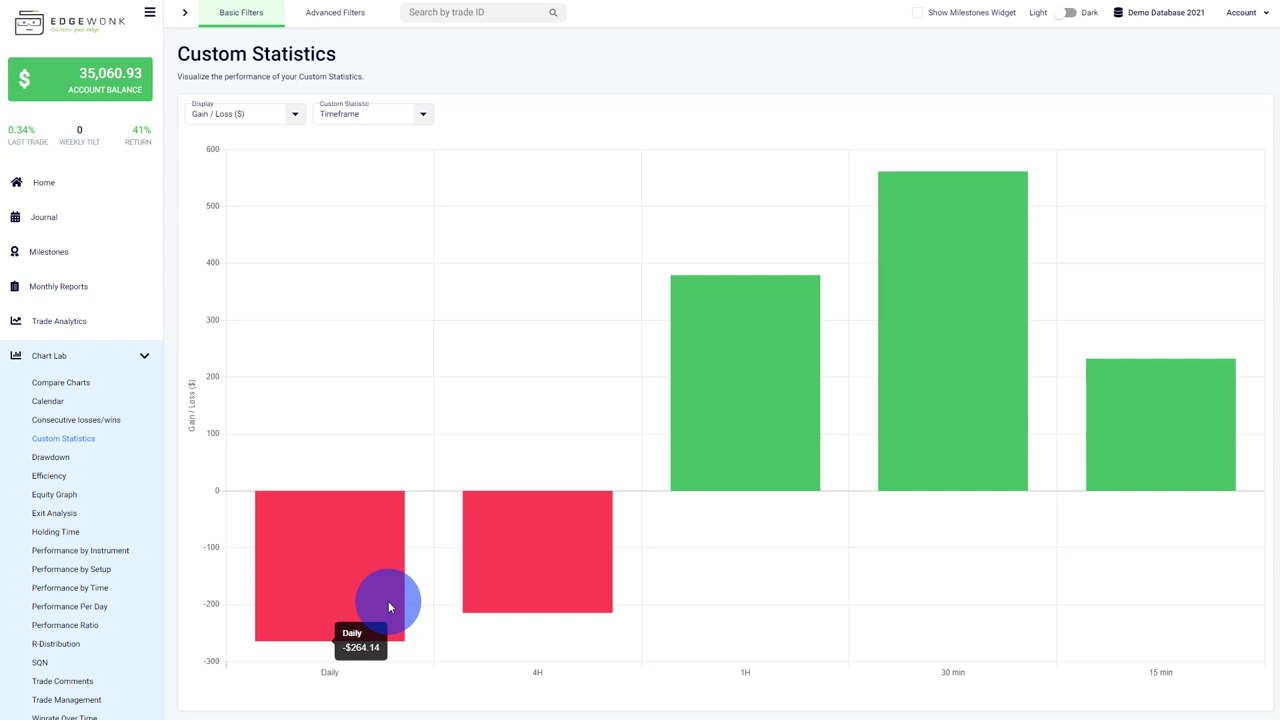 EDGEWONK
discover your edge.
Basic Filters
Advanced Filters
Search by trade ID
Show Milestones Widget
Light
Dark
Demo Database 2021
Account
$ 35,060.93
ACCOUNT BALANCE
0.34%
LAST TRADE
0
WEEKLY TILT
41%
RETURN
Home
Journal
Milestones
Monthly Reports
Trade Analytics
Chart Lab
Compare Charts
Calendar
Consecutive losses/wins
Custom Statistics
Drawdown
Efficiency
Equity Graph
Exit Analysis
Holding Time
Performance by Instrument
Performance by Setup
Performance by Time
Performance Per Day
Performance Ratio
R-Distribution
SQN
Trade Comments
Trade Management
Winrate Over Time
Custom Statistics
Visualize the performance of your Custom Statistics.
Display
Gain / Loss ($)
Custom Statistic
Timeframe
600
500
400
300
200
100
0
-100
-200
-300
Gain / Loss ($)
Daily
-$264.14
Daily
4H
1H
30 min
15 min